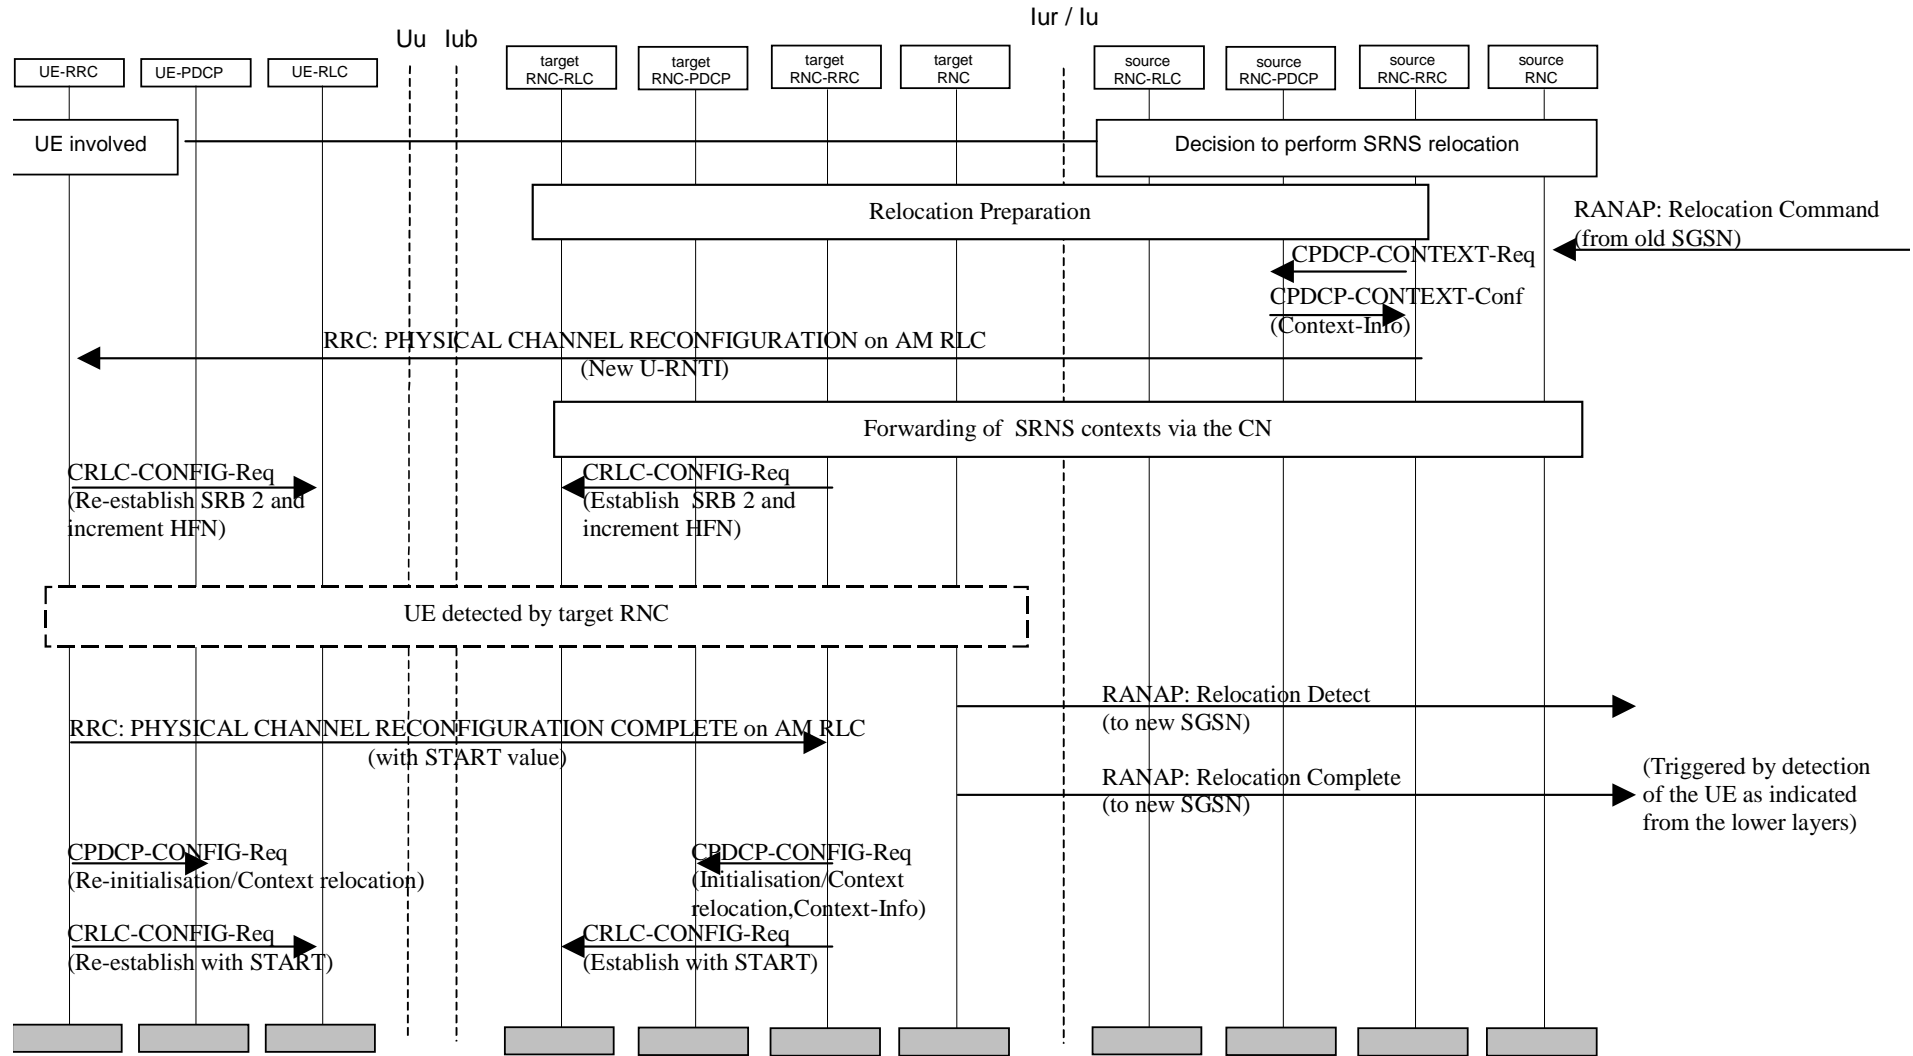 Iur / Iu
Uu Iub
UE-RRC
UE-PDCP
UE-RLC
target
RNC-RLC
target
RNC-PDCP
target
RNC-RRC
target
RNC
source
RNC-RLC
source
RNC-PDCP
source
RNC-RRC
source
RNC
UE involved
Decision to perform SRNS relocation
Relocation Preparation
RANAP: Relocation Command
(from old SGSN)
CPDCP-CONTEXT-Req
CPDCP-CONTEXT-Conf
(Context-Info)
RRC: PHYSICAL CHANNEL RECONFIGURATION on AM RLC
(New U-RNTI)
Forwarding of SRNS contexts via the CN
CRLC-CONFIG-Req
(Re-establish SRB 2 and
increment HFN)
CRLC-CONFIG-Req
(Establish SRB 2 and
increment HFN)
UE detected by target RNC
RANAP: Relocation Detect
(to new SGSN)
RRC: PHYSICAL CHANNEL RECONFIGURATION COMPLETE on AM RLC
(with START value)
RANAP: Relocation Complete
(to new SGSN)
(Triggered by detection
of the UE as indicated
from the lower layers)
CPDCP-CONFIG-Req
(Re-initialisation/Context relocation)
CPDCP-CONFIG-Req
(Initialisation/Context
relocation,Context-Info)
CRLC-CONFIG-Req
(Re-establish with START)
CRLC-CONFIG-Req
(Establish with START)